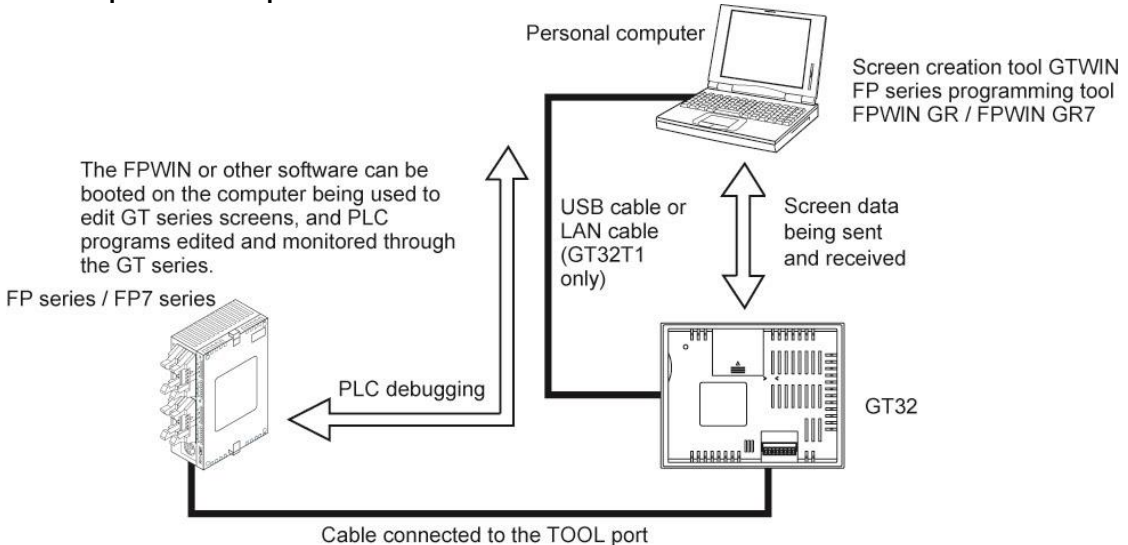 Personal computer
Screen creation tool GTWIN
FP series programming tool
FPWIN GR / FPWIN GR7
The FPWIN or other software can be
booted on the computer being used to
edit GT series screens, and PLC
programs edited and monitored through
the GT series.
USB cable or
LAN cable
(GT32T1
only)
Screen data
being sent
and received
FP series / FP7 series
PLC debugging
GT32
Cable connected to the TOOL port